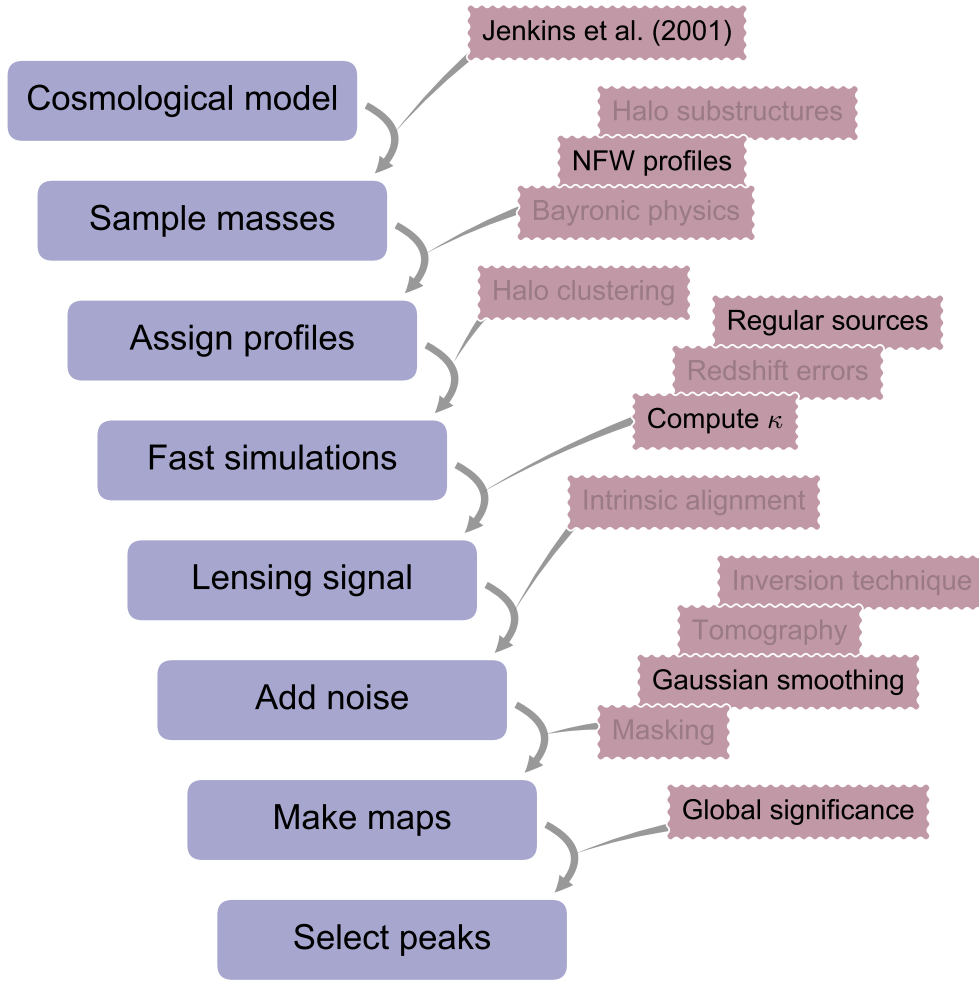 Jenkins et al. (2001)
Cosmological model
Halo substructures
NFW profiles
Sample masses
Bayronic physics
Halo clustering
Assign profiles
Regular sources
Redshift errors
Compute κ
Fast simulations
Intrinsic alignment
Lensing signal
Inversion technique
Tomography
Gaussian smoothing
Add noise
Masking
Make maps
Global significance
Select peaks